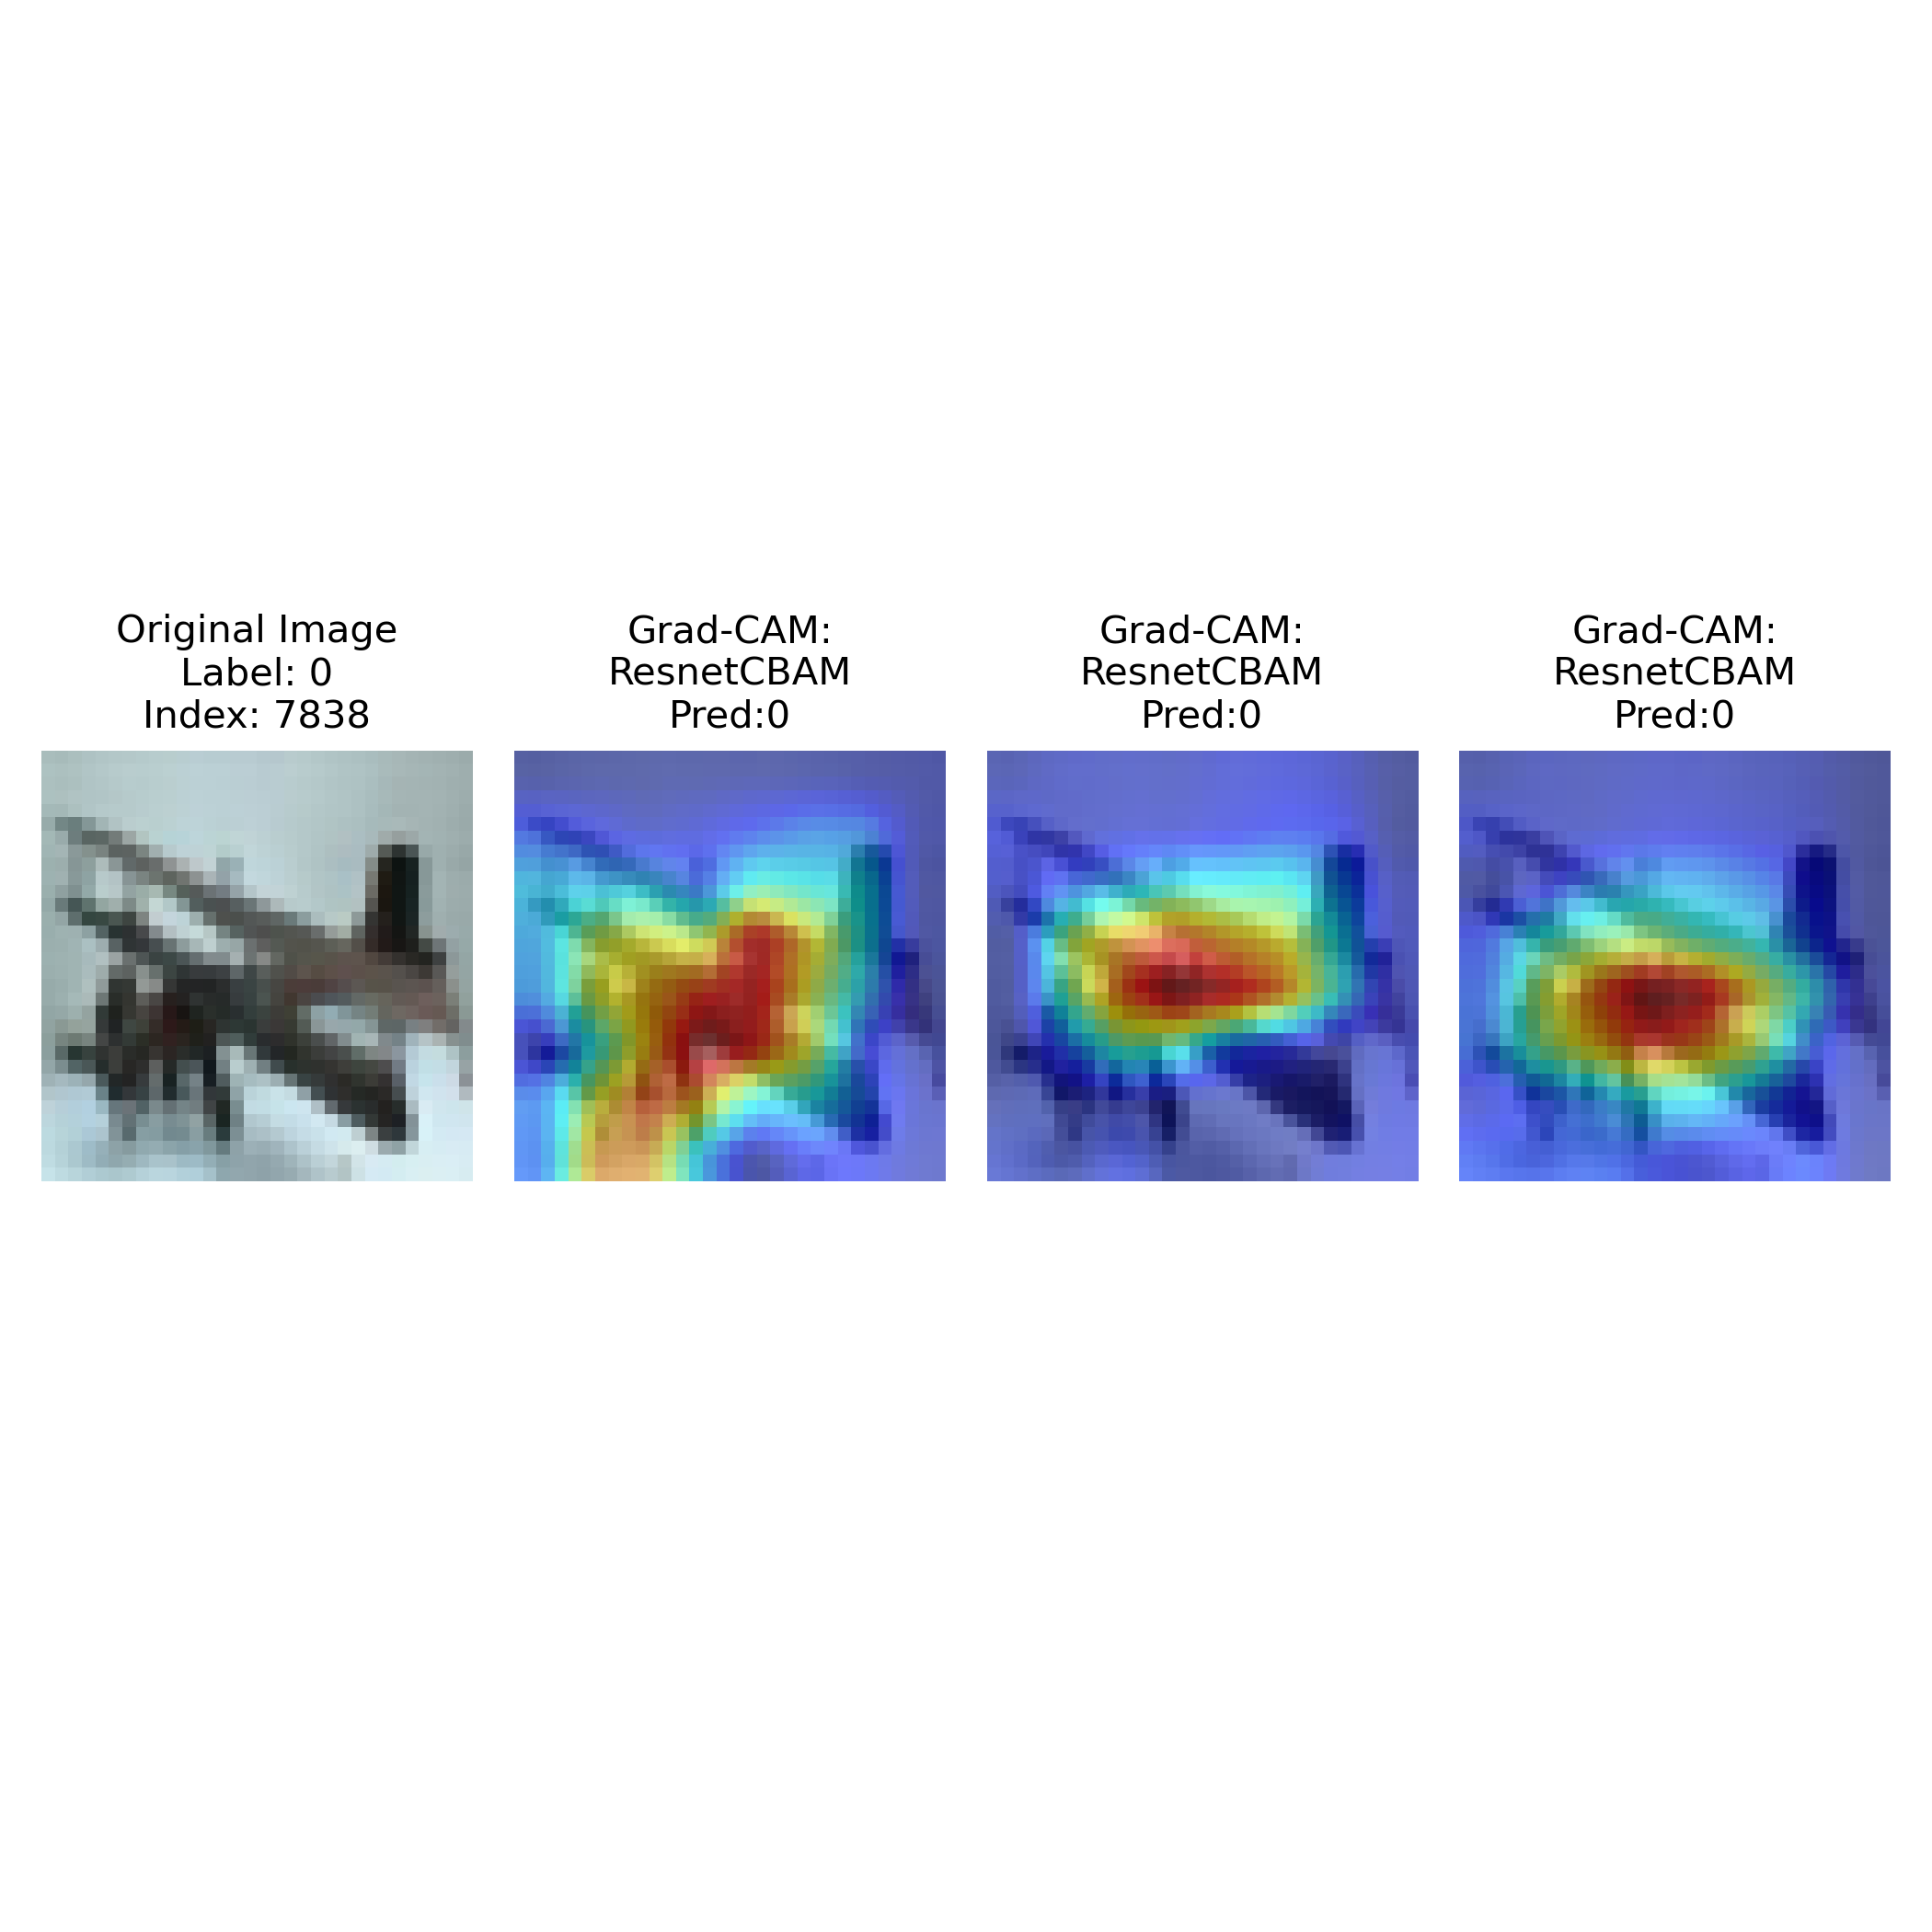 Original Image
Label: 0
Index: 7838
Grad-CAM:
ResnetCBAM
Pred:0
Grad-CAM:
ResnetCBAM
Pred:0
Grad-CAM:
ResnetCBAM
Pred:0